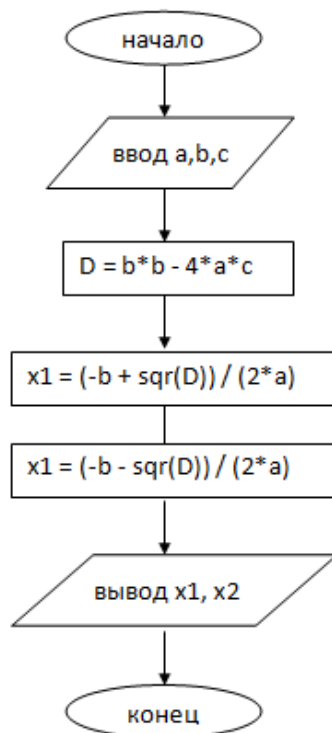 начало
ввод a,b,c
D = b*b - 4*a*c
x1 = (-b + sqr(D)) / (2*a)
x1 = (-b - sqr(D)) / (2*a)
вывод x1, x2
конец